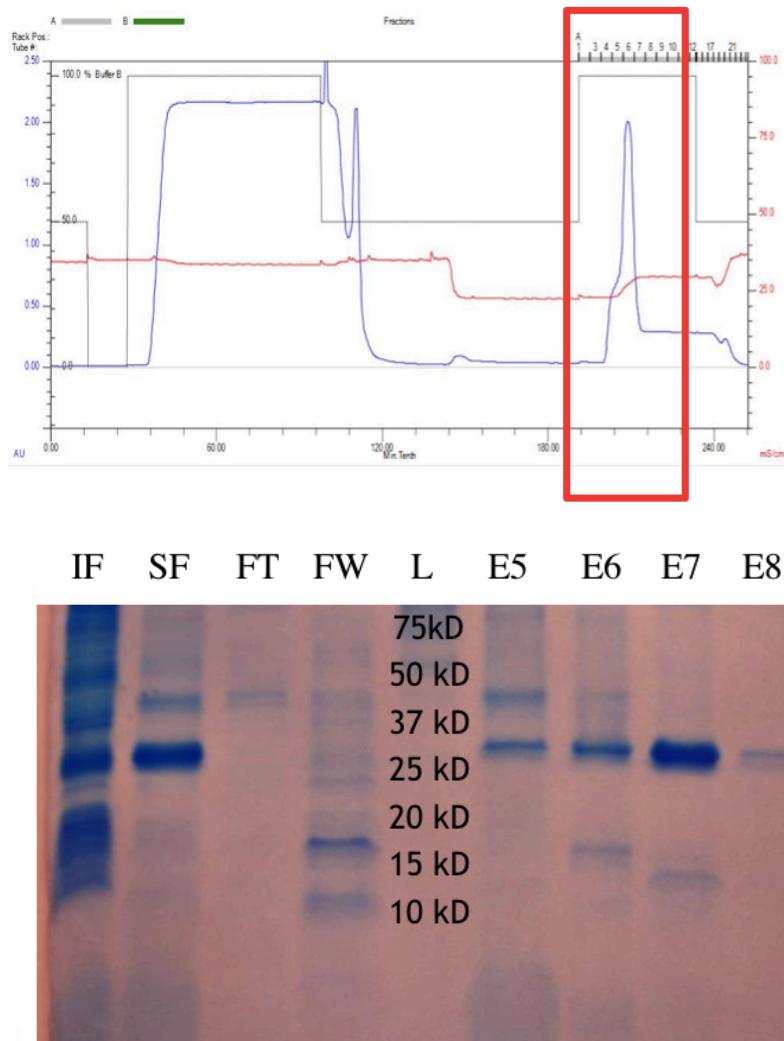 A B Fractions
Rack Pos.: A
Tube #: 1 3 4 5 6 7 8 9 10 12 17 21
2.50 100.0 % Buffer B 100.0
2.00 75.0
1.50
50.0 50.0
1.00
0.50 25.0
0.00 0.0 0.0
0.00 60.00 120.00 180.00 240.00
AU Min.Tenth mS/cm
IF SF FT FW L E5 E6 E7 E8
75kD
50 kD
37 kD
25 kD
20 kD
15 kD
10 kD